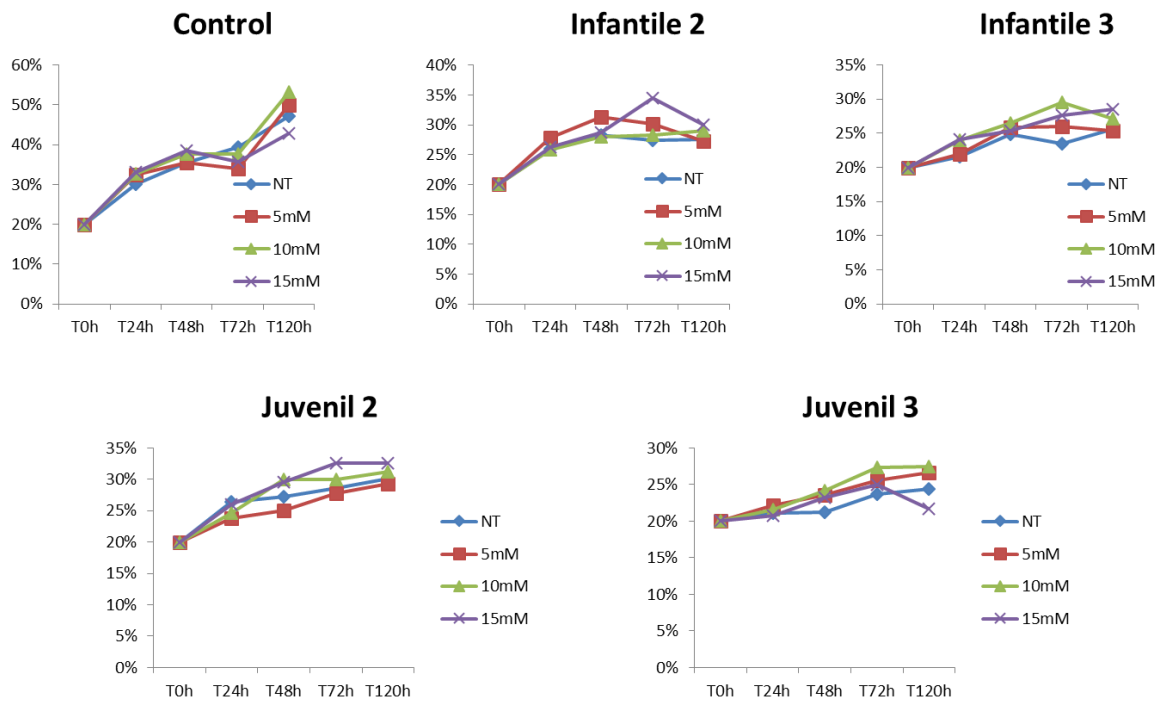 Control
60%
50%
40%
30%
20%
10%
0%
T0h T24h T48h T72h T120h
NT
5mM
10mM
15mM
Infantile 2
40%
35%
30%
25%
20%
15%
10%
5%
0%
T0h T24h T48h T72h T120h
NT
5mM
10mM
15mM
Infantile 3
35%
30%
25%
20%
15%
10%
5%
0%
T0h T24h T48h T72h T120h
NT
5mM
10mM
15mM
Juvenil 2
35%
30%
25%
20%
15%
10%
5%
0%
T0h T24h T48h T72h T120h
NT
5mM
10mM
15mM
Juvenil 3
30%
25%
20%
15%
10%
5%
0%
T0h T24h T48h T72h T120h
NT
5mM
10mM
15mM